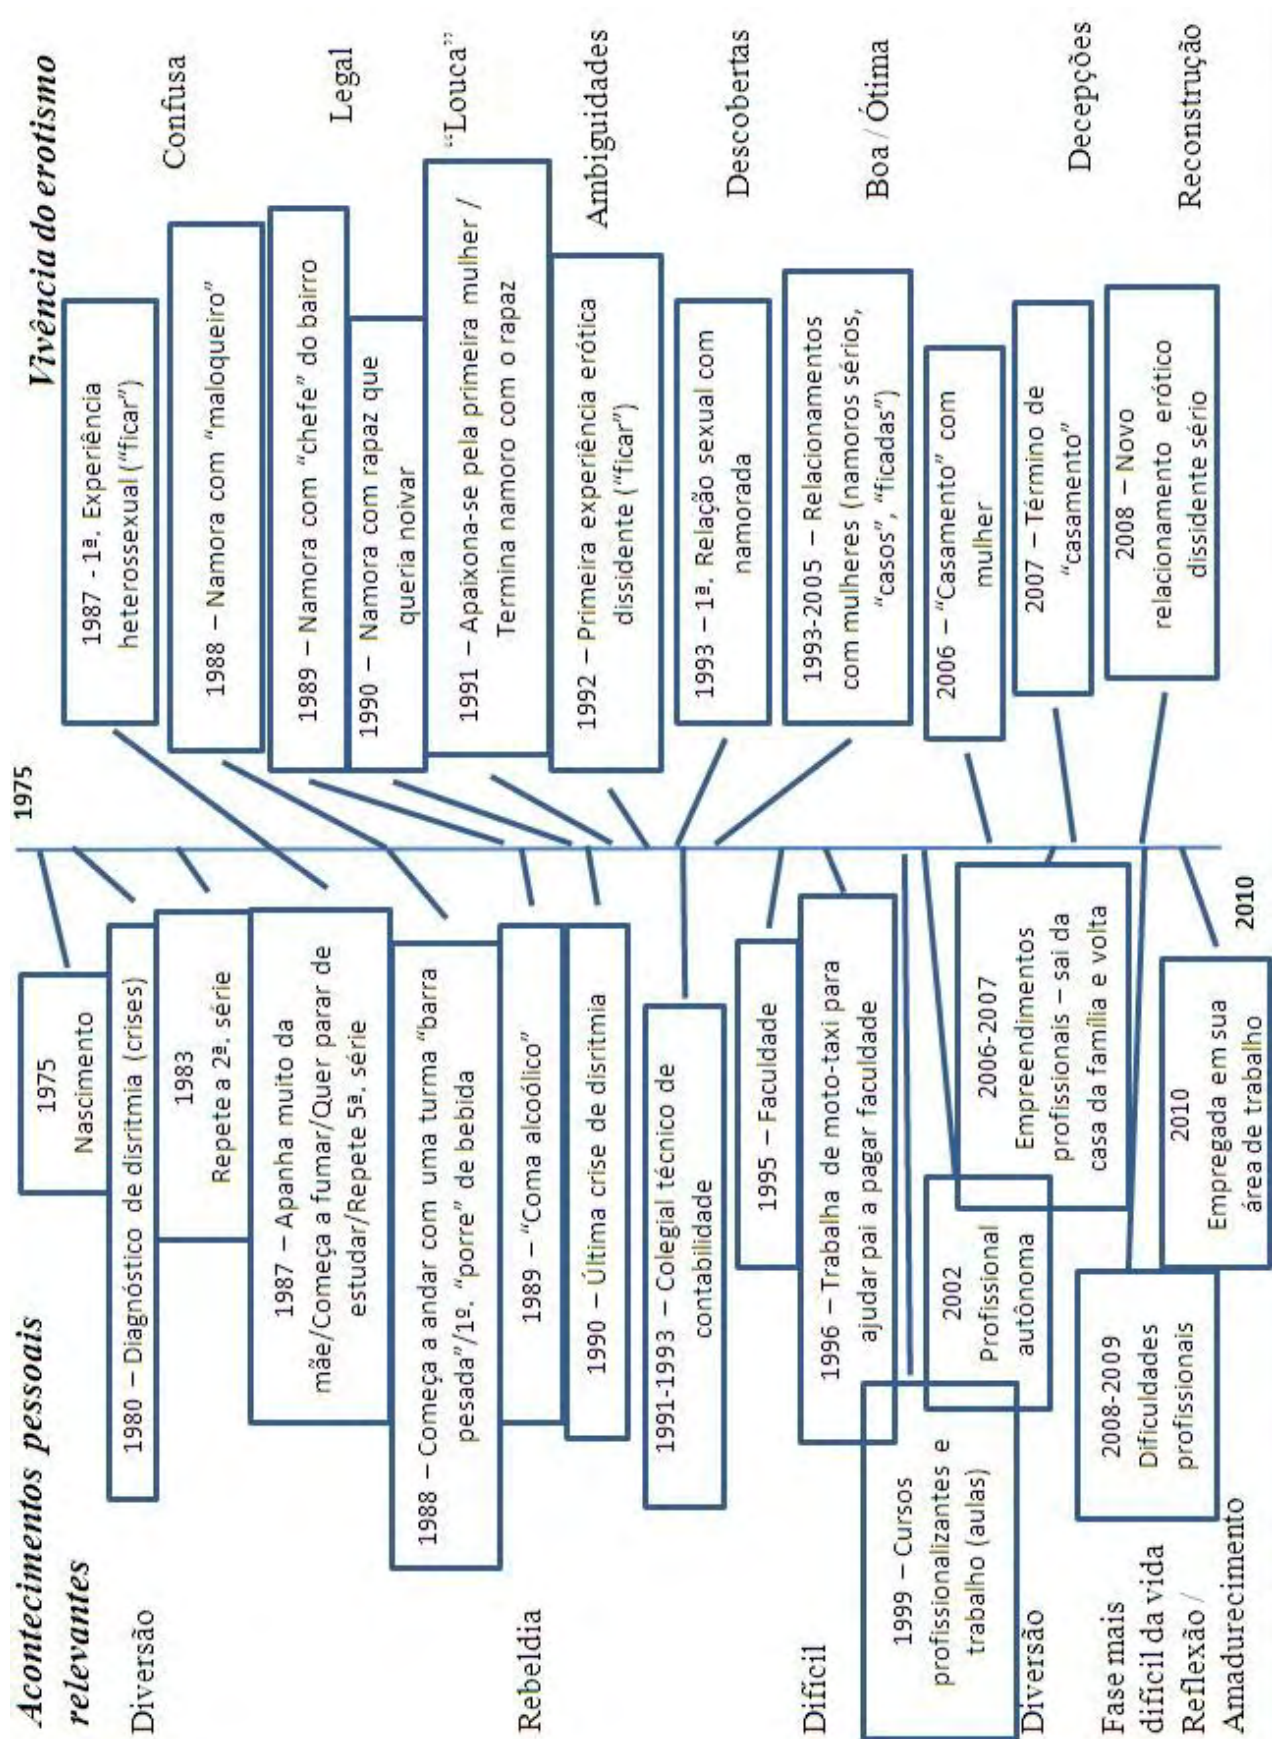 Acontecimentos pessoais
relevantes
Diversão
Rebeldia
Difícil
Diversão
Fase mais
difícil da vida
Reflexão /
Amadurecimento
1975
Nascimento
1980 – Diagnóstico de disritmia (crises)
1983
Repete a 2ª. série
1987 – Apanha muito da
mãe/Começa a fumar/Quer parar de
estudar/Repete 5ª. série
1988 – Começa a andar com uma turma “barra
pesada”/1º. “porre” de bebida
1989 – “Coma alcoólico”
1990 – Última crise de disritmia
1991-1993 – Colegial técnico de
contabilidade
1995 – Faculdade
1996 – Trabalha de moto-taxi para
ajudar pai a pagar faculdade
1999 – Cursos
profissionalizantes e
trabalho (aulas)
2002
Profissional
autônoma
2006-2007
Empreendimentos
profissionais – sai da
casa da família e volta
2008-2009
Dificuldades
profissionais
2010
Empregada em sua
área de trabalho
1975
2010
Vivência do erotismo
1987 - 1ª. Experiência
heterossexual (“ficar”)
1988 – Namora com “maloqueiro”
1989 – Namora com “chefe” do bairro
1990 – Namora com rapaz que
queria noivar
1991 – Apaixona-se pela primeira mulher /
Termina namoro com o rapaz
1992 – Primeira experiência erótica
dissidente (“ficar”)
1993 – 1ª. Relação sexual com
namorada
1993-2005 – Relacionamentos
com mulheres (namoros sérios,
“casos”, “ficadas”)
2006 – “Casamento” com
mulher
2007 – Término de
“casamento”
2008 – Novo
relacionamento erótico
dissidente sério
Confusa
Legal
“Louca”
Ambiguidades
Descobertas
Boa / Ótima
Decepções
Reconstrução